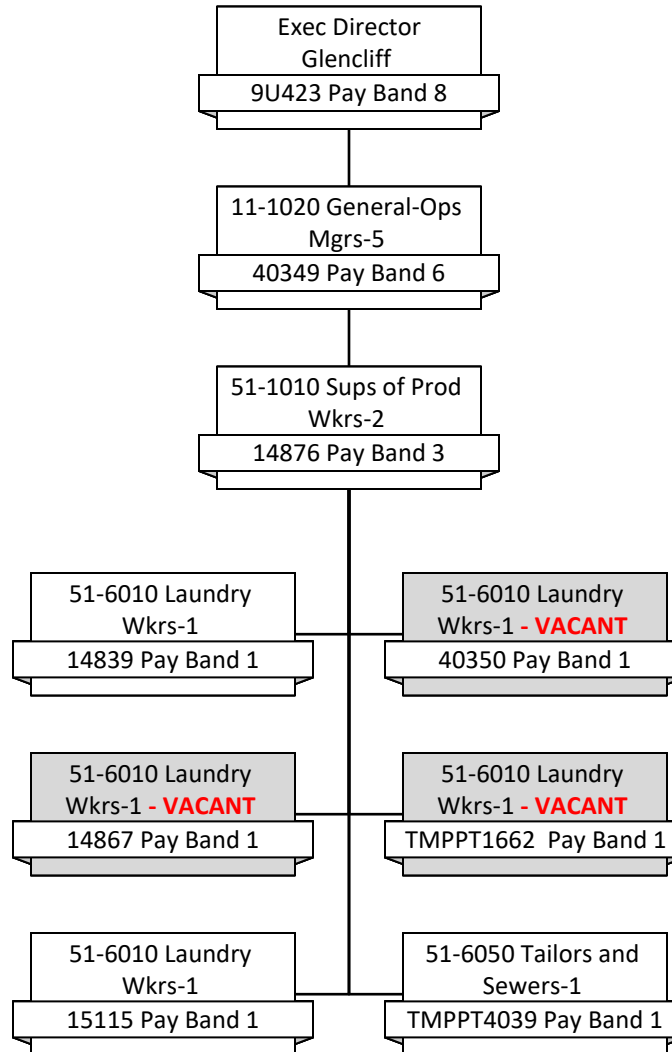 Exec Director
Glencliff
9U423 Pay Band 8
11-1020 General-Ops
Mgrs-5
40349 Pay Band 6
51-1010 Sups of Prod
Wkrs-2
14876 Pay Band 3
51-6010 Laundry
Wkrs-1
14839 Pay Band 1
51-6010 Laundry
Wkrs-1 - VACANT
40350 Pay Band 1
51-6010 Laundry
Wkrs-1 - VACANT
14867 Pay Band 1
51-6010 Laundry
Wkrs-1 - VACANT
TMPPT1662  Pay Band 1
51-6010 Laundry
Wkrs-1
15115 Pay Band 1
51-6050 Tailors and
Sewers-1
TMPPT4039 Pay Band 1